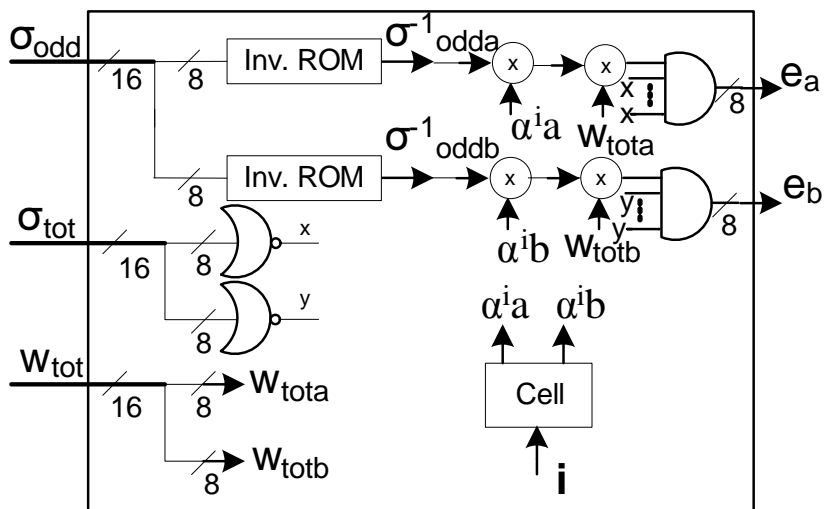 σodd 16 8 Inv. ROM σ-1odda x x x x 8 ea
αia wtota
8 Inv. ROM σ-1oddb x x y y 8 eb
αib wtotb
σtot 16 8 x
8 y
αia αib
wtot 16 8 wtota
Cell
8 wtotb
i